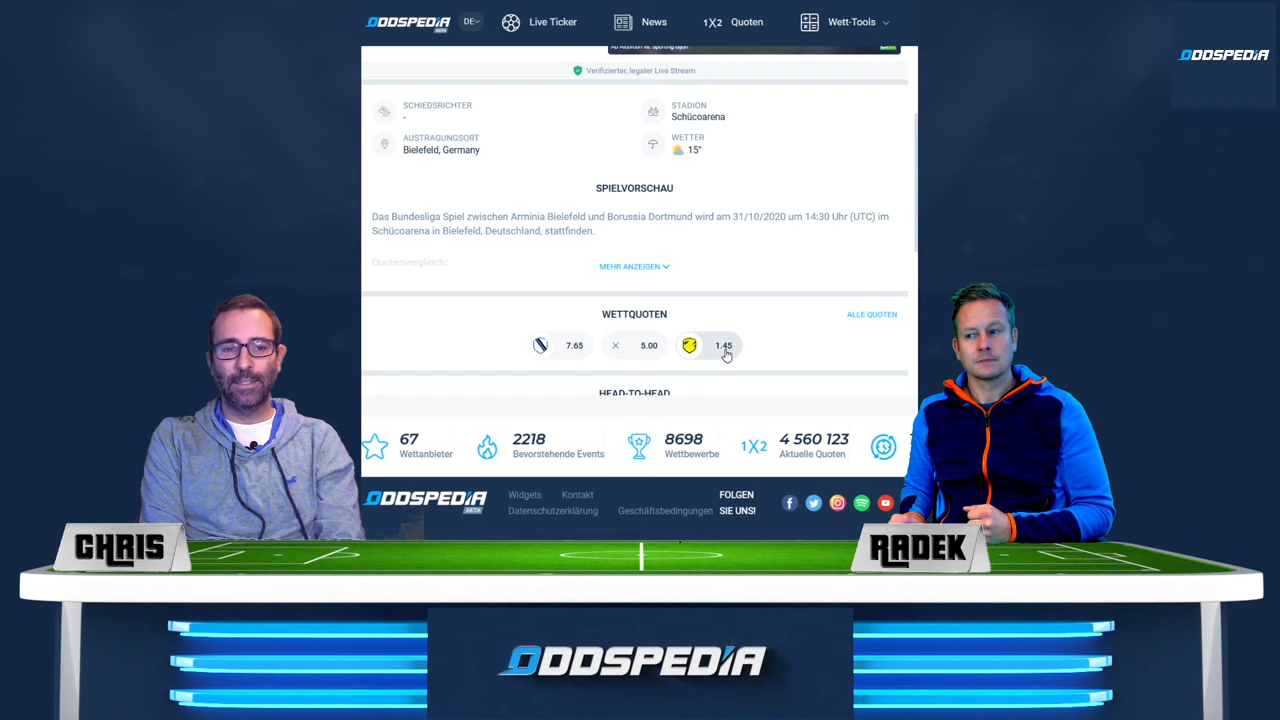 ODDSPEDIA
BETA
DE
Live Ticker
News
1X2 Quoten
Wett-Tools
ODDSPEDIA
Verifizierter, legaler Live Stream
SCHIEDSRICHTER
-
STADION
Schücoarena
AUSTRAGUNGSORT
Bielefeld, Germany
WETTER
15°
SPIELVORSCHAU
Das Bundesliga Spiel zwischen Arminia Bielefeld und Borussia Dortmund wird am 31/10/2020 um 14:30 Uhr (UTC) im
Schücoarena in Bielefeld, Deutschland, stattfinden.
Quotenvergleich:
MEHR ANZEIGEN
WETTQUOTEN
ALLE QUOTEN
7.65
X 5.00
1.45
HEAD-TO-HEAD
67
Wettanbieter
2218
Bevorstehende Events
8698
Wettbewerbe
1X2
4 560 123
Aktuelle Quoten
ODDSPEDIA
BETA
Widgets Kontakt
Datenschutzerklärung Geschäftsbedingungen
FOLGEN
SIE UNS!
CHRIS
RADEK
ODDSPEDIA